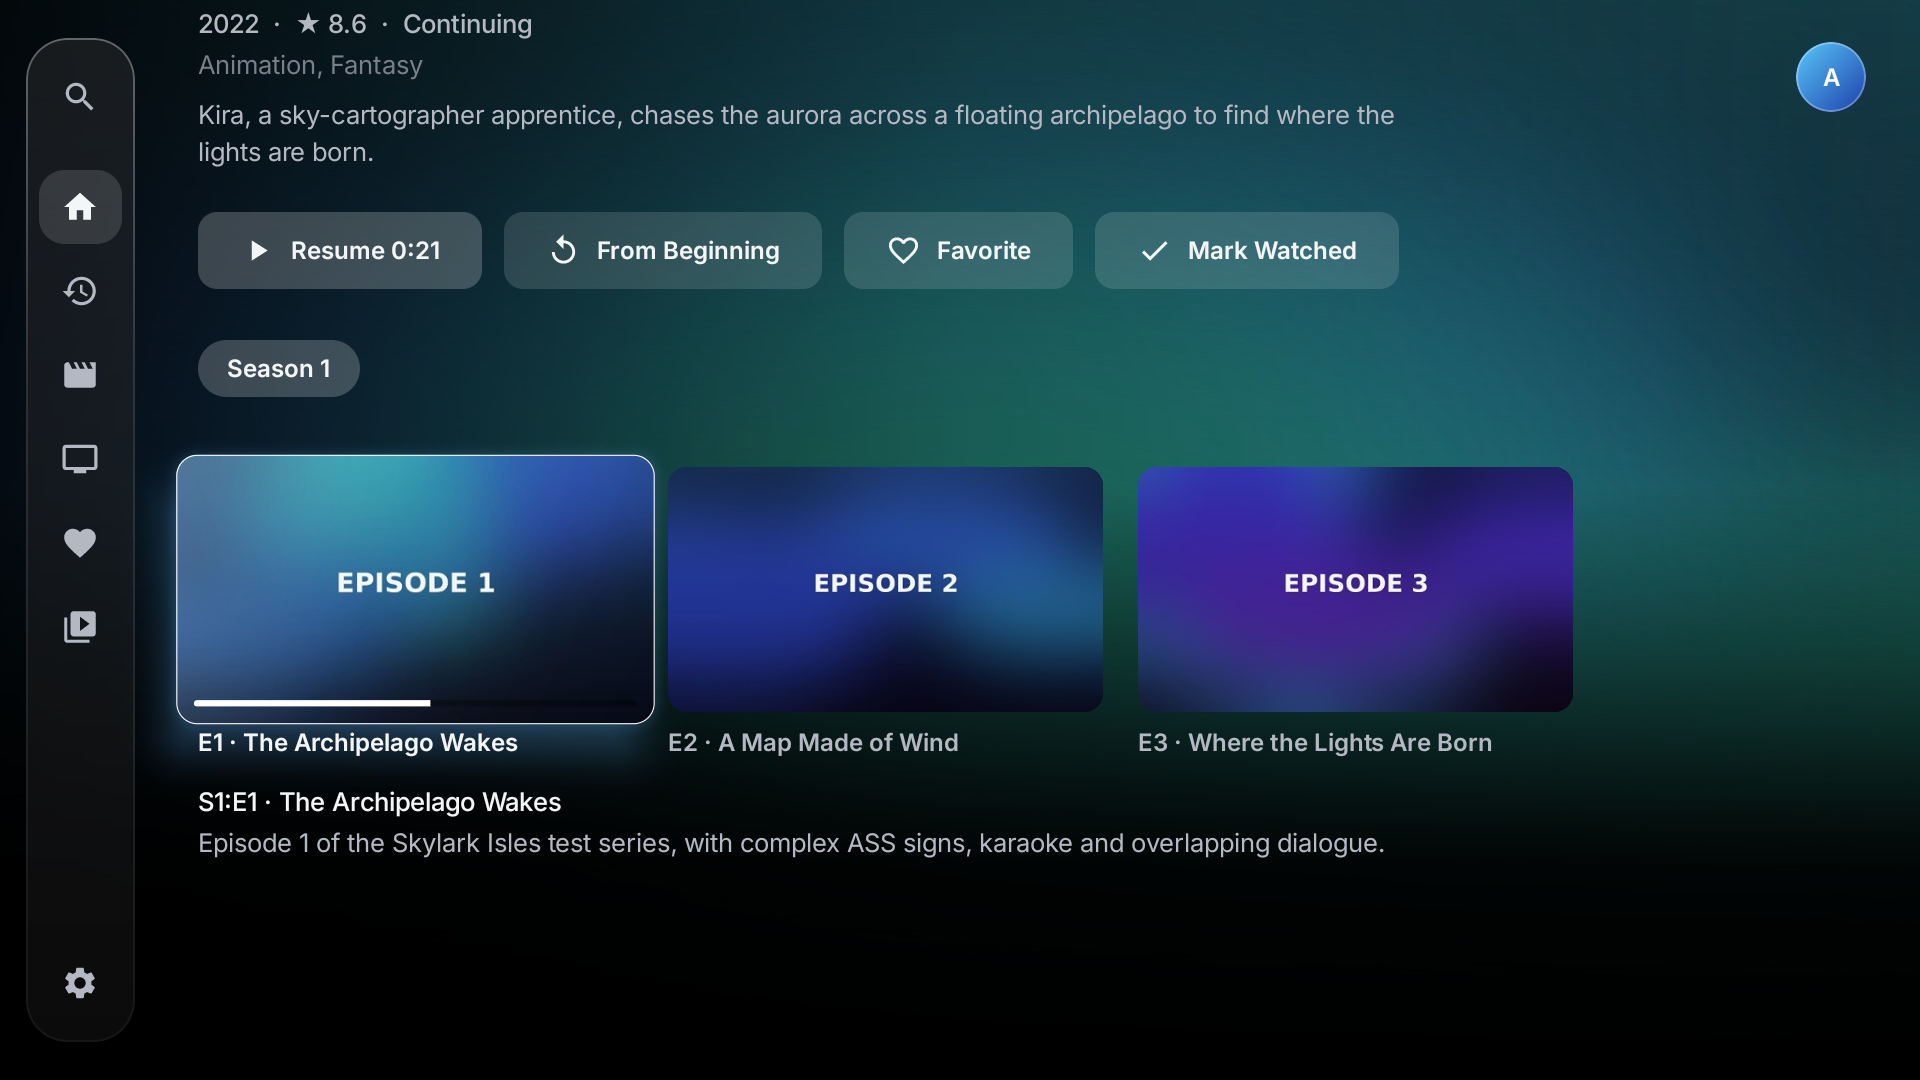 2022 · ★ 8.6 · Continuing
A
Animation, Fantasy
Kira, a sky-cartographer apprentice, chases the aurora across a floating archipelago to find where the
lights are born.
Resume 0:21
From Beginning
Favorite
Mark Watched
Season 1
EPISODE 1
EPISODE 2
EPISODE 3
E1 · The Archipelago Wakes
E2 · A Map Made of Wind
E3 · Where the Lights Are Born
S1:E1 · The Archipelago Wakes
Episode 1 of the Skylark Isles test series, with complex ASS signs, karaoke and overlapping dialogue.